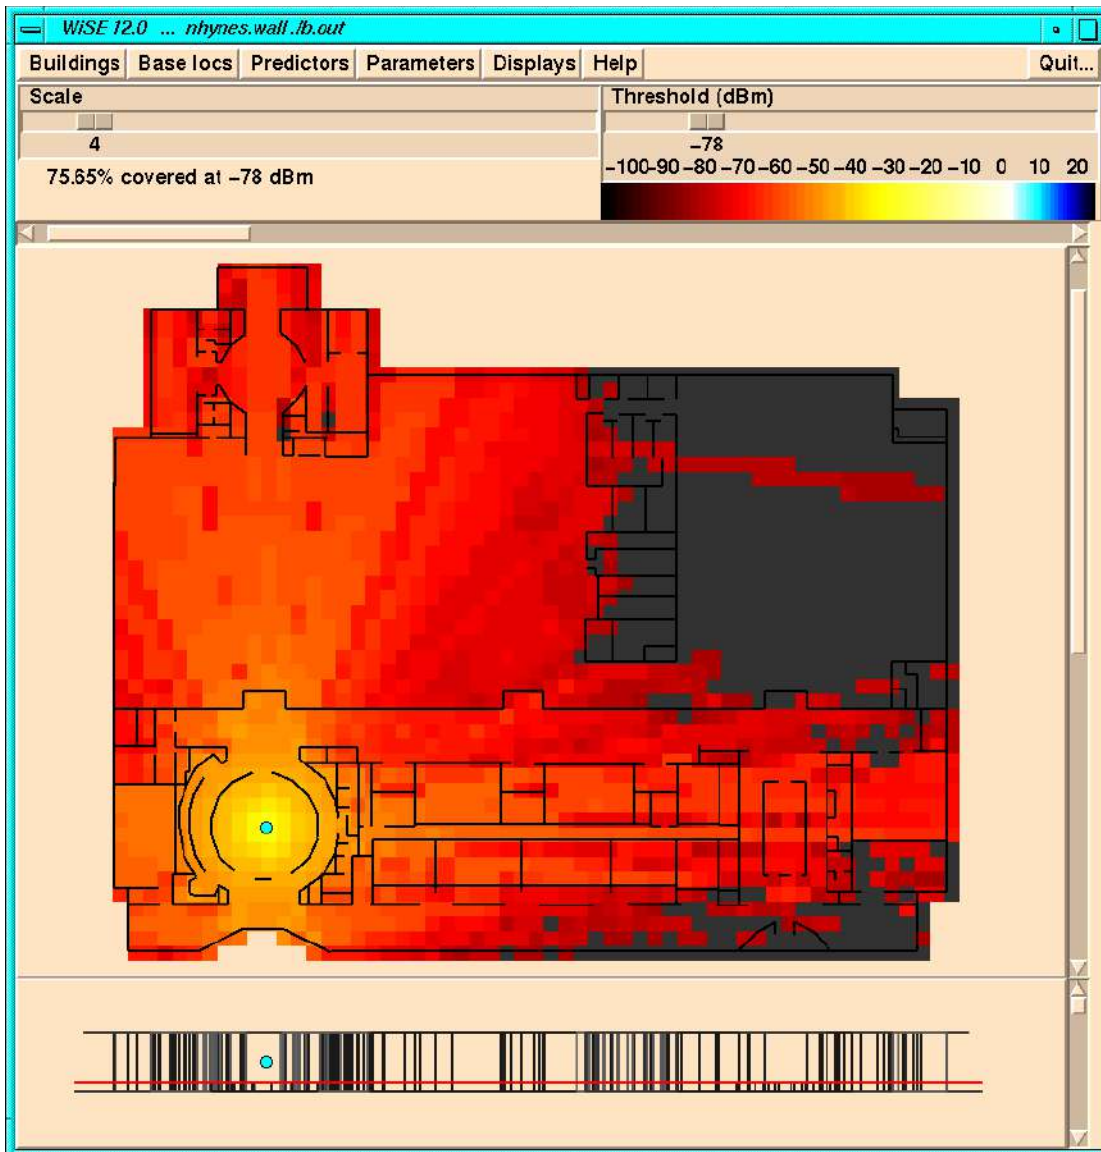 WiSE 12.0 ... nhynes.wall ./b.out
Buildings Base locs Predictors Parameters Displays Help Quit...
Scale
4
75.65% covered at −78 dBm
Threshold (dBm)
−78
−100 −90 −80 −70 −60 −50 −40 −30 −20 −10 0 10 20